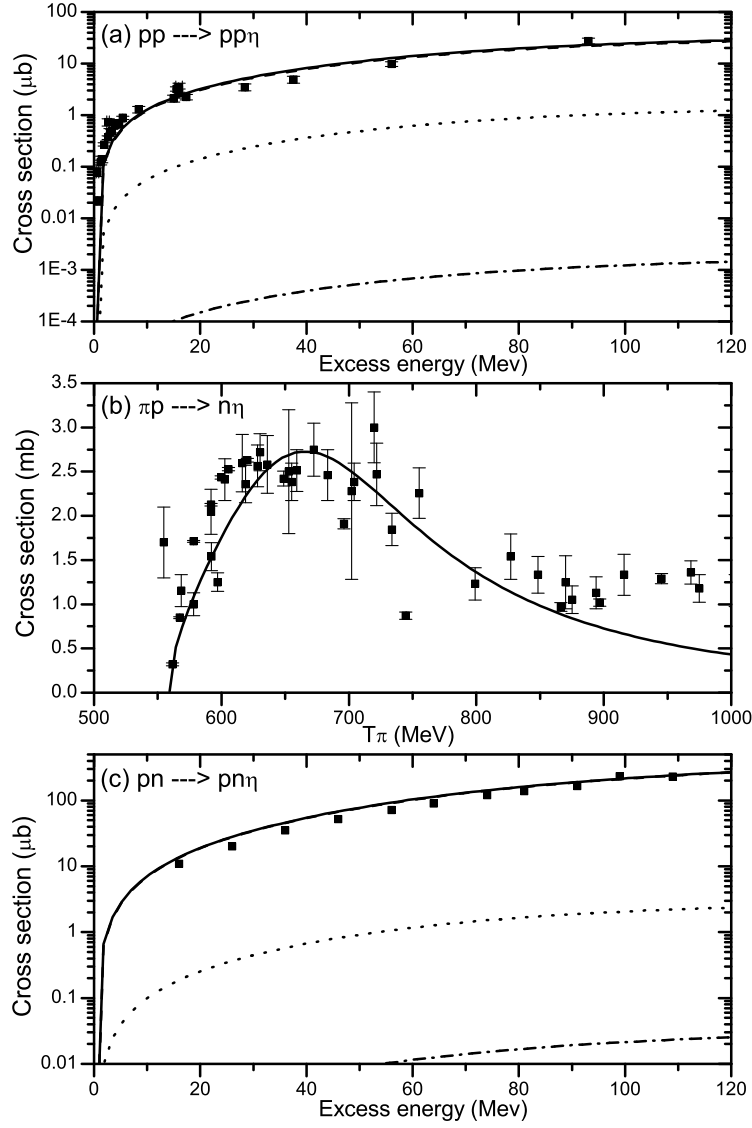 (a) pp ---> ppη
Cross section (μb)
100
10
1
0.1
0.01
1E-3
1E-4
0 20 40 60 80 100 120
Excess energy (Mev)
(b) πp ---> nη
Cross section (mb)
3.5
3.0
2.5
2.0
1.5
1.0
0.5
0.0
500 600 700 800 900 1000
Tπ (MeV)
(c) pn ---> pnη
Cross section (μb)
100
10
1
0.1
0.01
0 20 40 60 80 100 120
Excess energy (Mev)